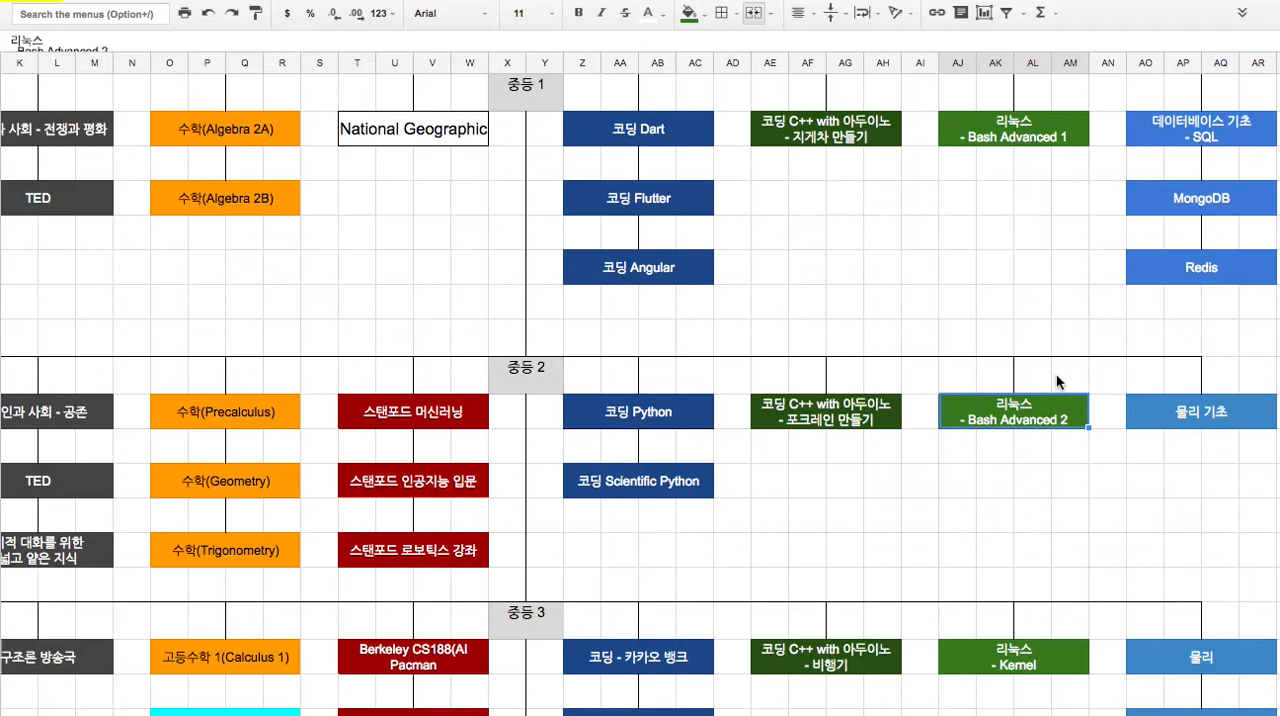 Search the menus (Option+/)
$ % .0 .00 123 Arial 11 B I S A
리눅스
- Bash Advanced 2
K L M N O P Q R S T U V W X Y Z AA AB AC AD AE AF AG AH AI AJ AK AL AM AN AO AP AQ AR
중등 1
사회 - 전쟁과 평화
수학(Algebra 2A)
National Geographic
코딩 Dart
코딩 C++ with 아두이노
- 지게차 만들기
리눅스
- Bash Advanced 1
데이터베이스 기초
- SQL
TED
수학(Algebra 2B)
코딩 Flutter
MongoDB
코딩 Angular
Redis
중등 2
인과 사회 - 공존
수학(Precalculus)
스탠포드 머신러닝
코딩 Python
코딩 C++ with 아두이노
- 포크레인 만들기
리눅스
- Bash Advanced 2
물리 기초
TED
수학(Geometry)
스탠포드 인공지능 입문
코딩 Scientific Python
적 대화를 위한
넓고 얕은 지식
수학(Trigonometry)
스탠포드 로보틱스 강좌
중등 3
구조론 방송국
고등수학 1(Calculus 1)
Berkeley CS188(AI
Pacman
코딩 - 카카오 뱅크
코딩 C++ with 아두이노
- 비행기
리눅스
- Kernel
물리